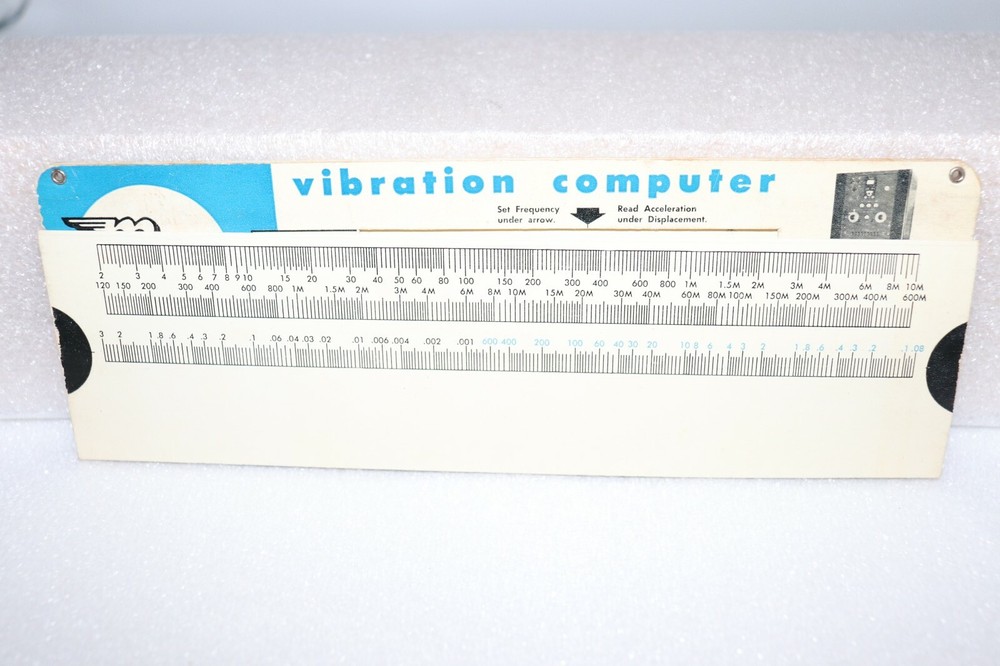 vibration computer
Set Frequency
under arrow.
Read Acceleration
under Displacement.
2 3 4 5 6 7 8 9 10 15 20 30 40 50 60 80 100 150 200 300 400 600 800 1M 1.5M 2M 3M 4M 6M 8M 10M
120 150 200 300 400 600 800 1M 1.5M 2M 3M 4M 6M 8M 10M 15M 20M 30M 40M 60M 80M 100M 150M 200M 300M 400M 600M
3 2 1 .8 .6 .4 .3 .2 .1 .06 .04 .03 .02 .01 .006 .004 .002 .001 600 400 200 100 60 40 30 20 10 8 6 4 3 2 1 .8 .6 .4 .3 .2 .1 .08